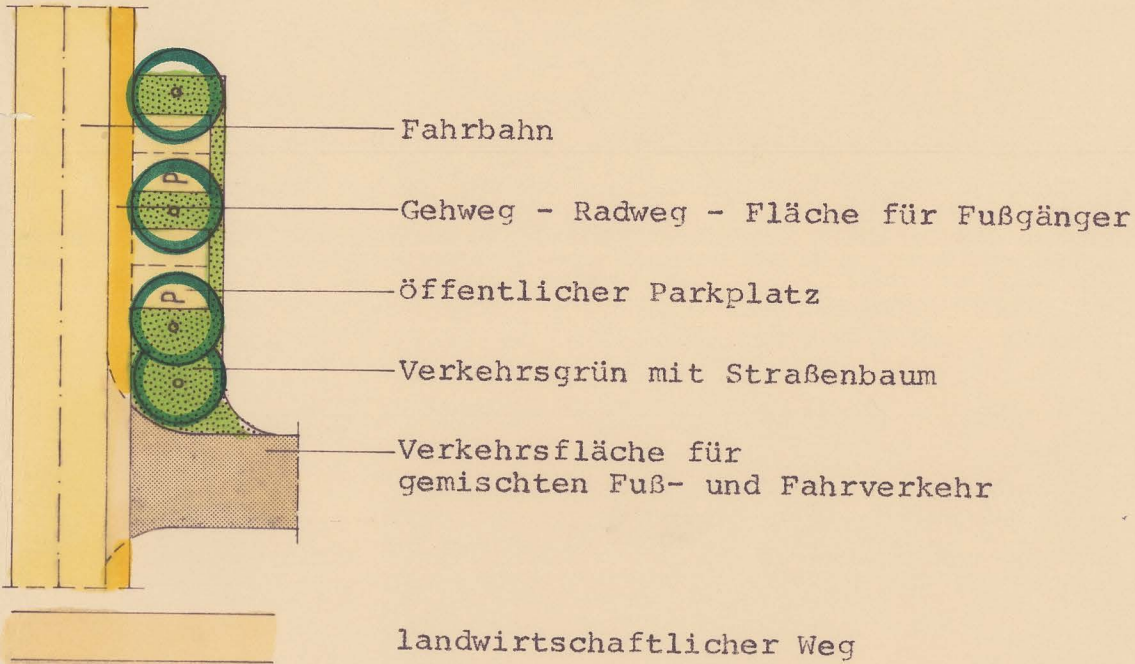 Fahrbahn
P
Gehweg - Radweg - Fläche für Fußgänger
P
öffentlicher Parkplatz
Verkehrsgrün mit Straßenbaum
Verkehrsfläche für
gemischten Fuß- und Fahrverkehr
landwirtschaftlicher Weg